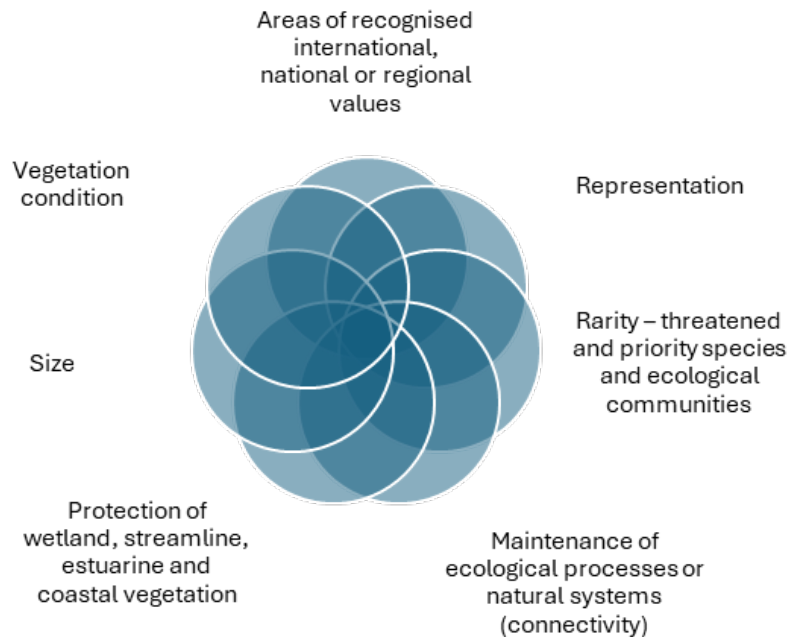 Areas of recognised
international,
national or regional
values
Vegetation
condition
Representation
Rarity – threatened
and priority species
and ecological
communities
Size
Protection of
wetland, streamline,
estuarine and
coastal vegetation
Maintenance of
ecological processes or
natural systems
(connectivity)